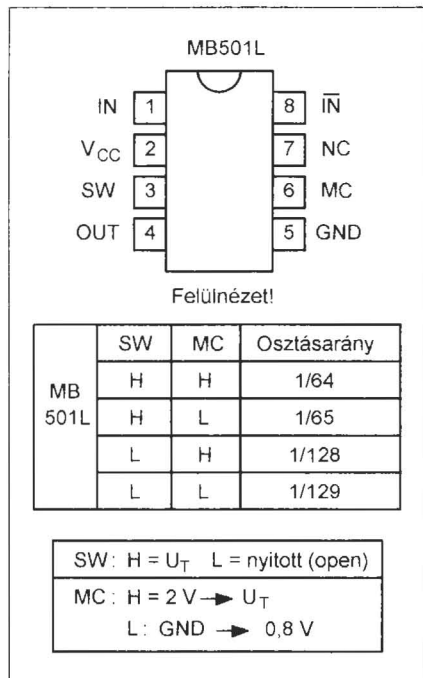 MB501L
IN 1 8 I̅N̅
V_CC 2 7 NC
SW 3 6 MC
OUT 4 5 GND
Felülnézet!
SW MC Osztásarány
MB 501L
H H 1/64
H L 1/65
L H 1/128
L L 1/129
SW: H = U_T L = nyitott (open)
MC: H = 2 V → U_T
L: GND → 0,8 V